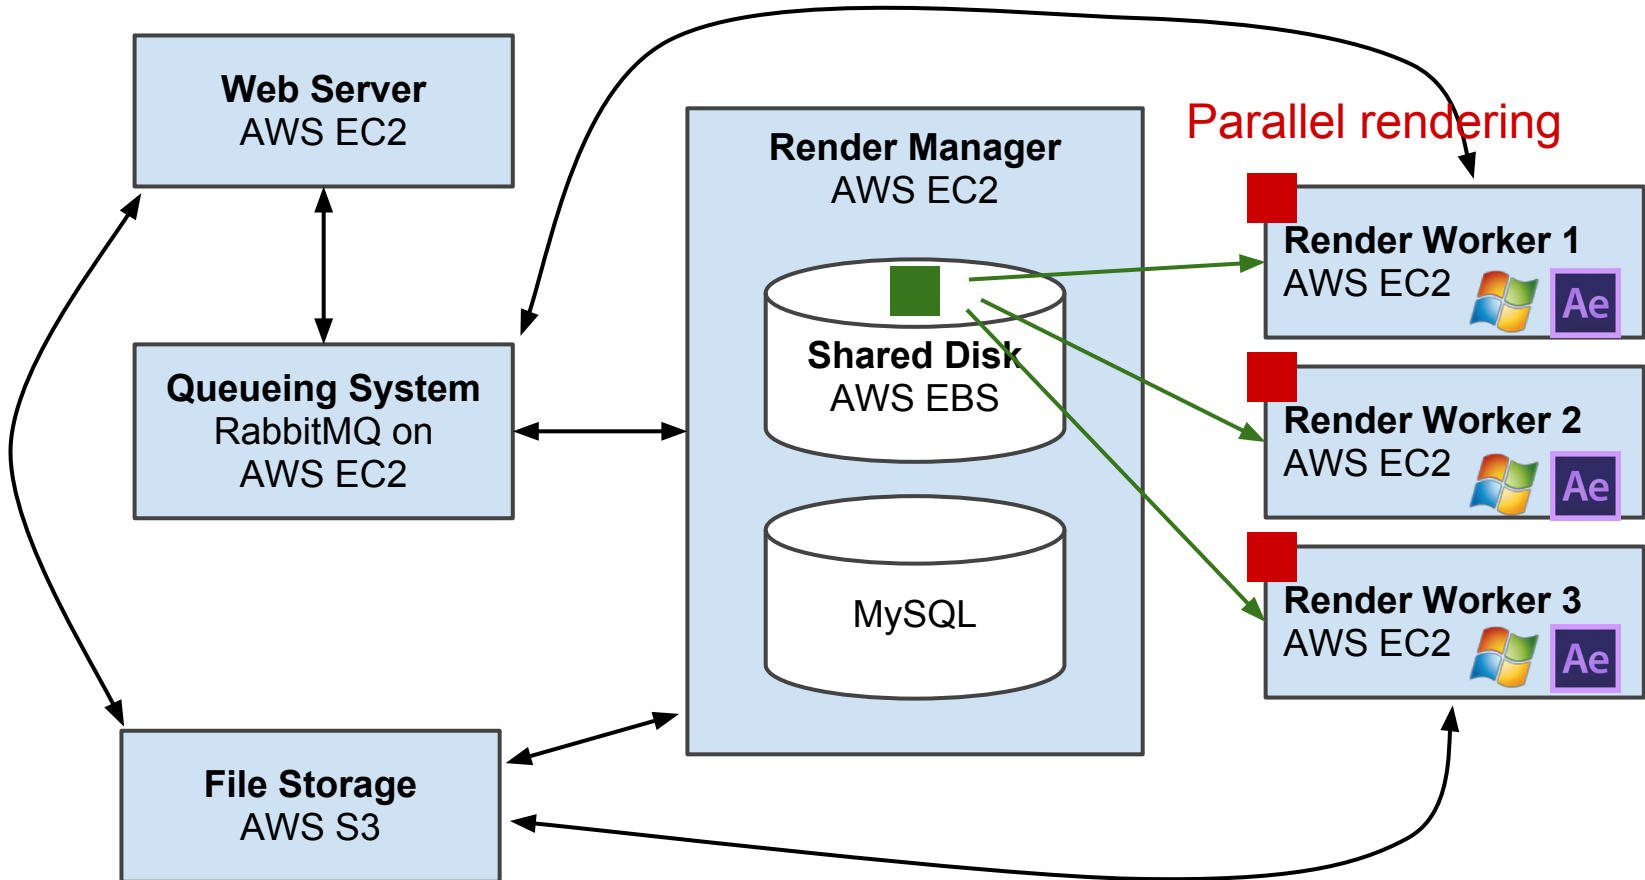 Web Server
AWS EC2
Render Manager
AWS EC2
Parallel rendering
Render Worker 1
AWS EC2
Ae
Shared Disk
AWS EBS
Queueing System
RabbitMQ on
AWS EC2
Render Worker 2
AWS EC2
Ae
MySQL
Render Worker 3
AWS EC2
Ae
File Storage
AWS S3